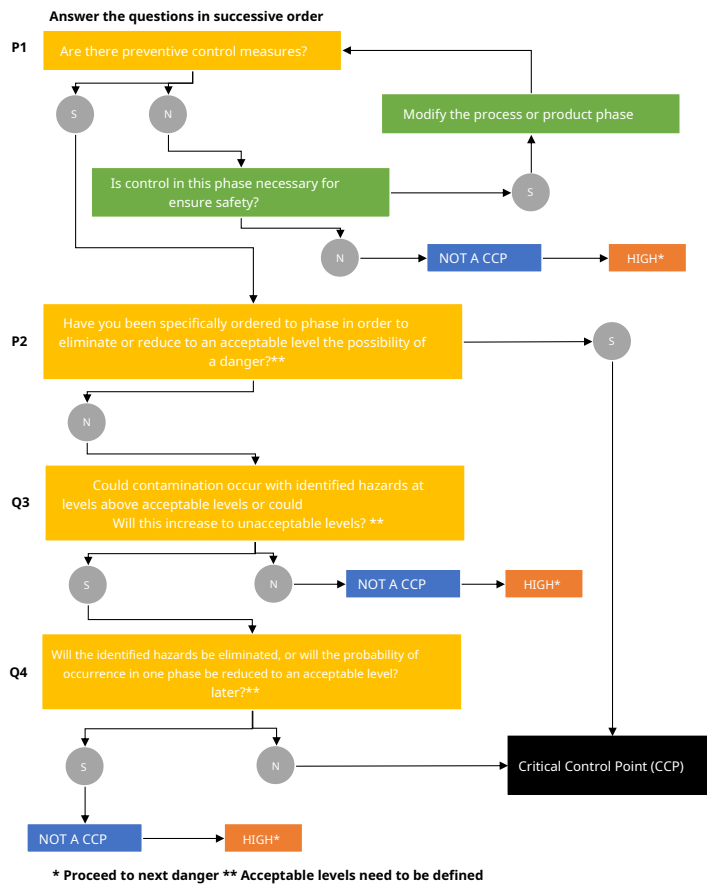 Answer the questions in successive order
P1
Are there preventive control measures?
S
N
Modify the process or product phase
Is control in this phase necessary for
ensure safety?
S
N
NOT A CCP
HIGH*
P2
Have you been specifically ordered to phase in order to
eliminate or reduce to an acceptable level the possibility of
a danger?**
S
N
Q3
Could contamination occur with identified hazards at
levels above acceptable levels or could
Will this increase to unacceptable levels? **
S
N
NOT A CCP
HIGH*
Q4
Will the identified hazards be eliminated, or will the probability of
occurrence in one phase be reduced to an acceptable level?
later?**
S
N
Critical Control Point (CCP)
NOT A CCP
HIGH*
* Proceed to next danger ** Acceptable levels need to be defined